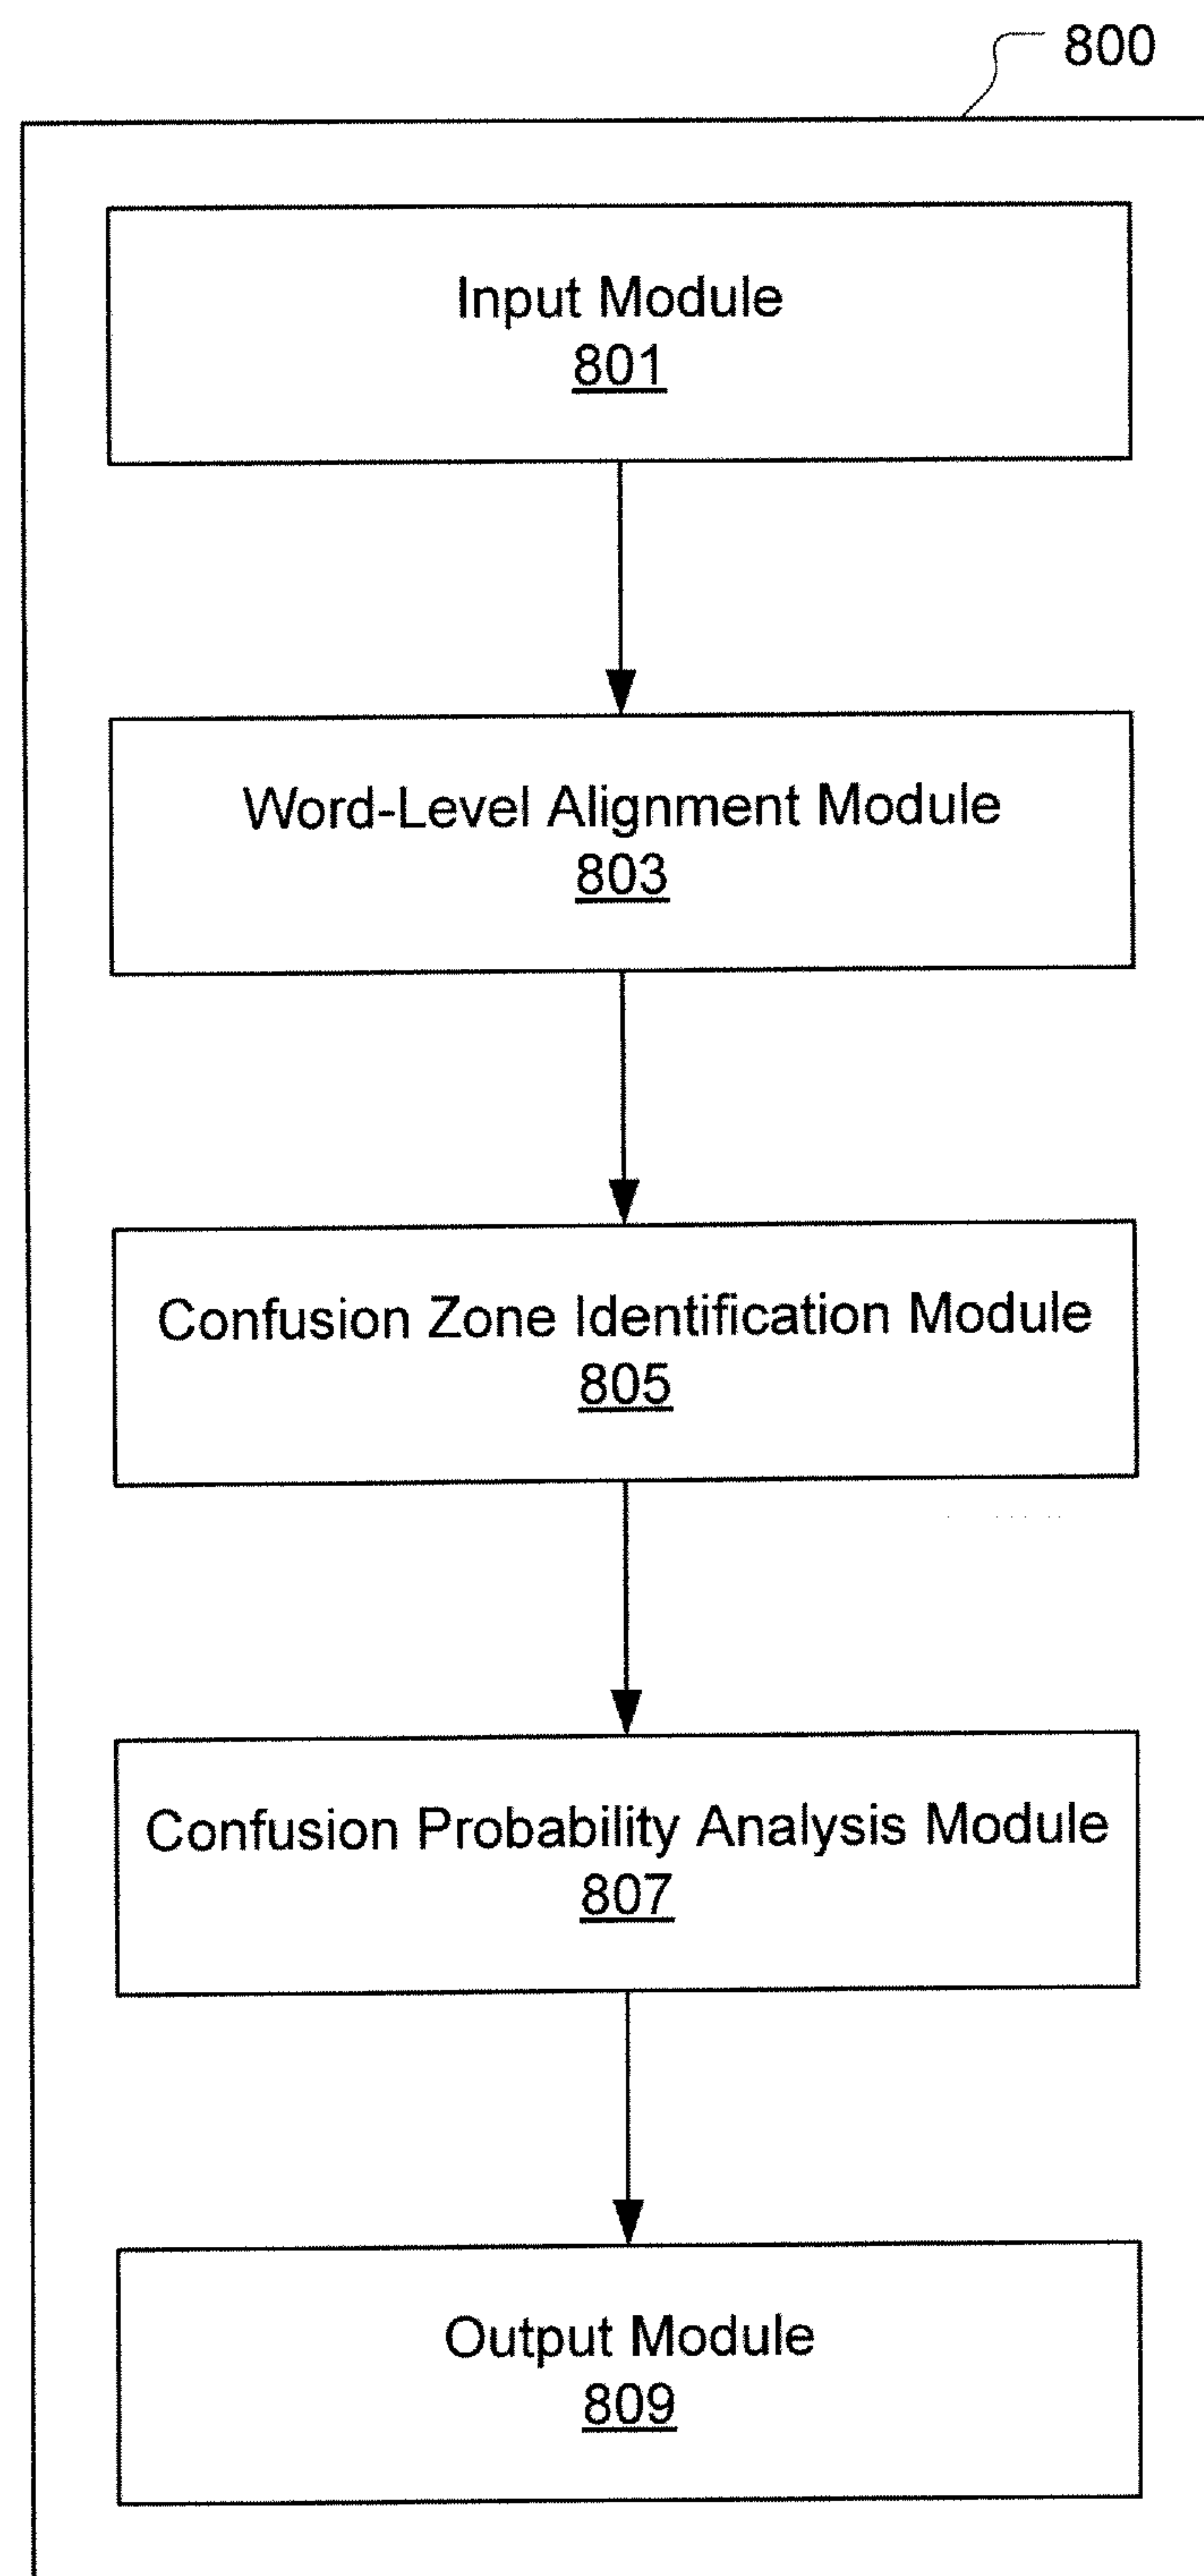 800
Input Module
801
Word-Level Alignment Module
803
Confusion Zone Identification Module
805
Confusion Probability Analysis Module
807
Output Module
809